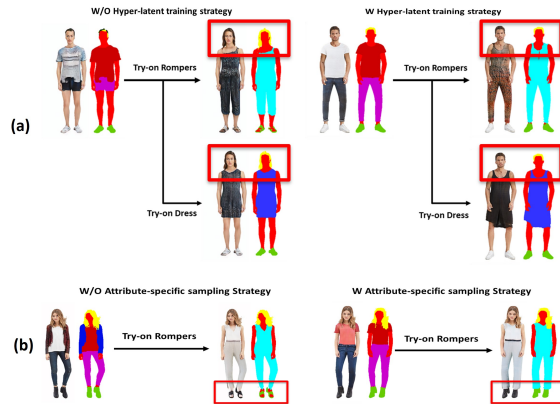 W/O Hyper-latent training strategy
W Hyper-latent training strategy
Try-on Rompers
Try-on Rompers
(a)
Try-on Dress
Try-on Dress
W/O Attribute-specific sampling Strategy
W Attribute-specific sampling Strategy
(b)
Try-on Rompers
Try-on Rompers